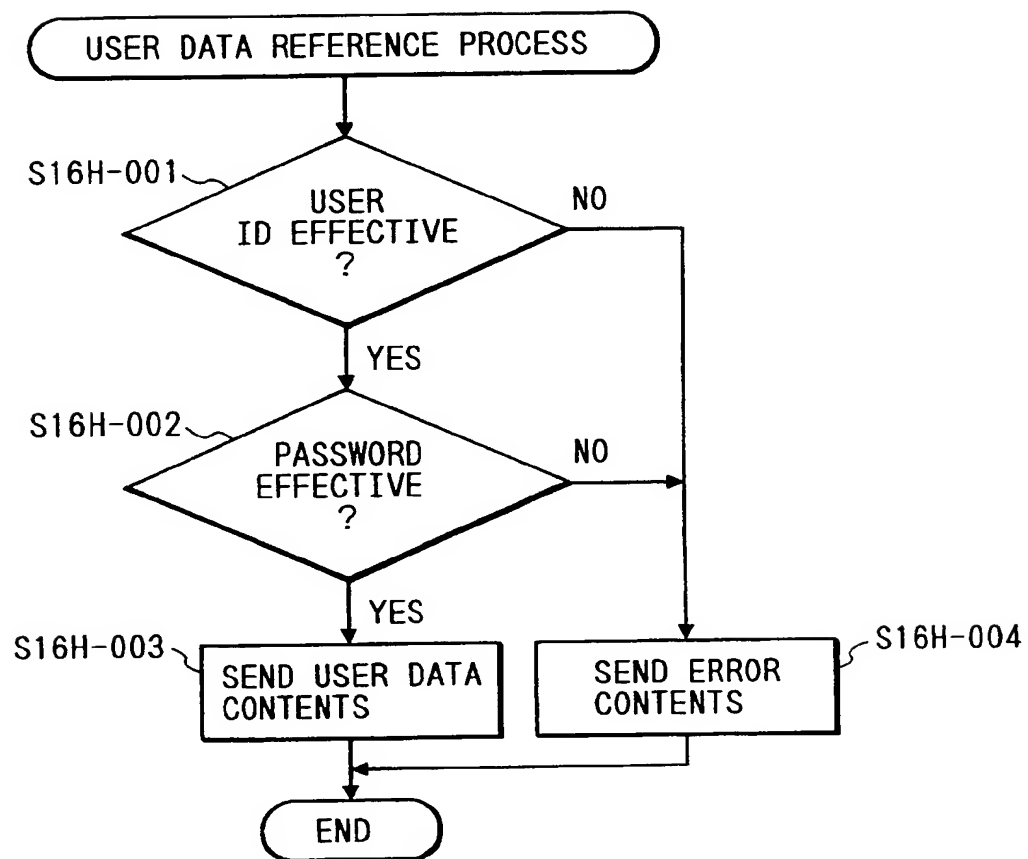 USER DATA REFERENCE PROCESS
S16H-001
USER
ID EFFECTIVE
?
NO
YES
S16H-002
PASSWORD
EFFECTIVE
?
NO
YES
S16H-003
SEND USER DATA
CONTENTS
SEND ERROR
CONTENTS
S16H-004
END